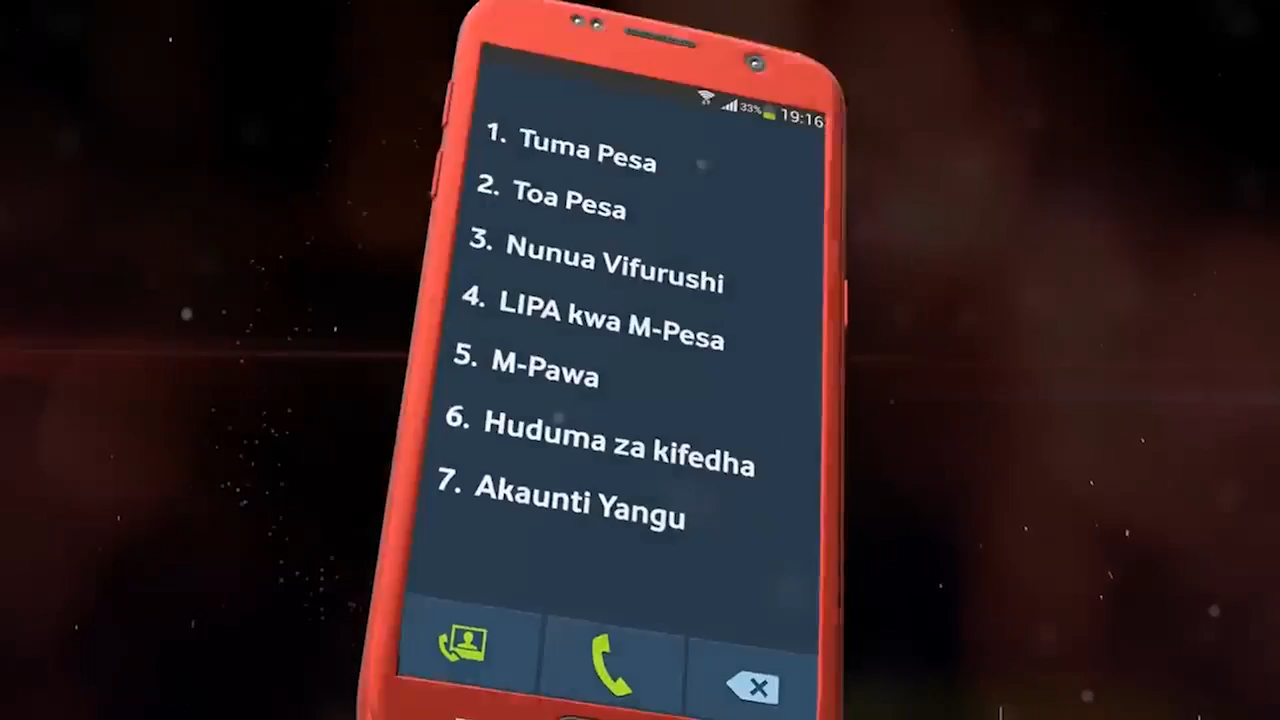 33% 19:16
1. Tuma Pesa
2. Toa Pesa
3. Nunua Vifurushi
4. LIPA kwa M-Pesa
5. M-Pawa
6. Huduma za kifedha
7. Akaunti Yangu